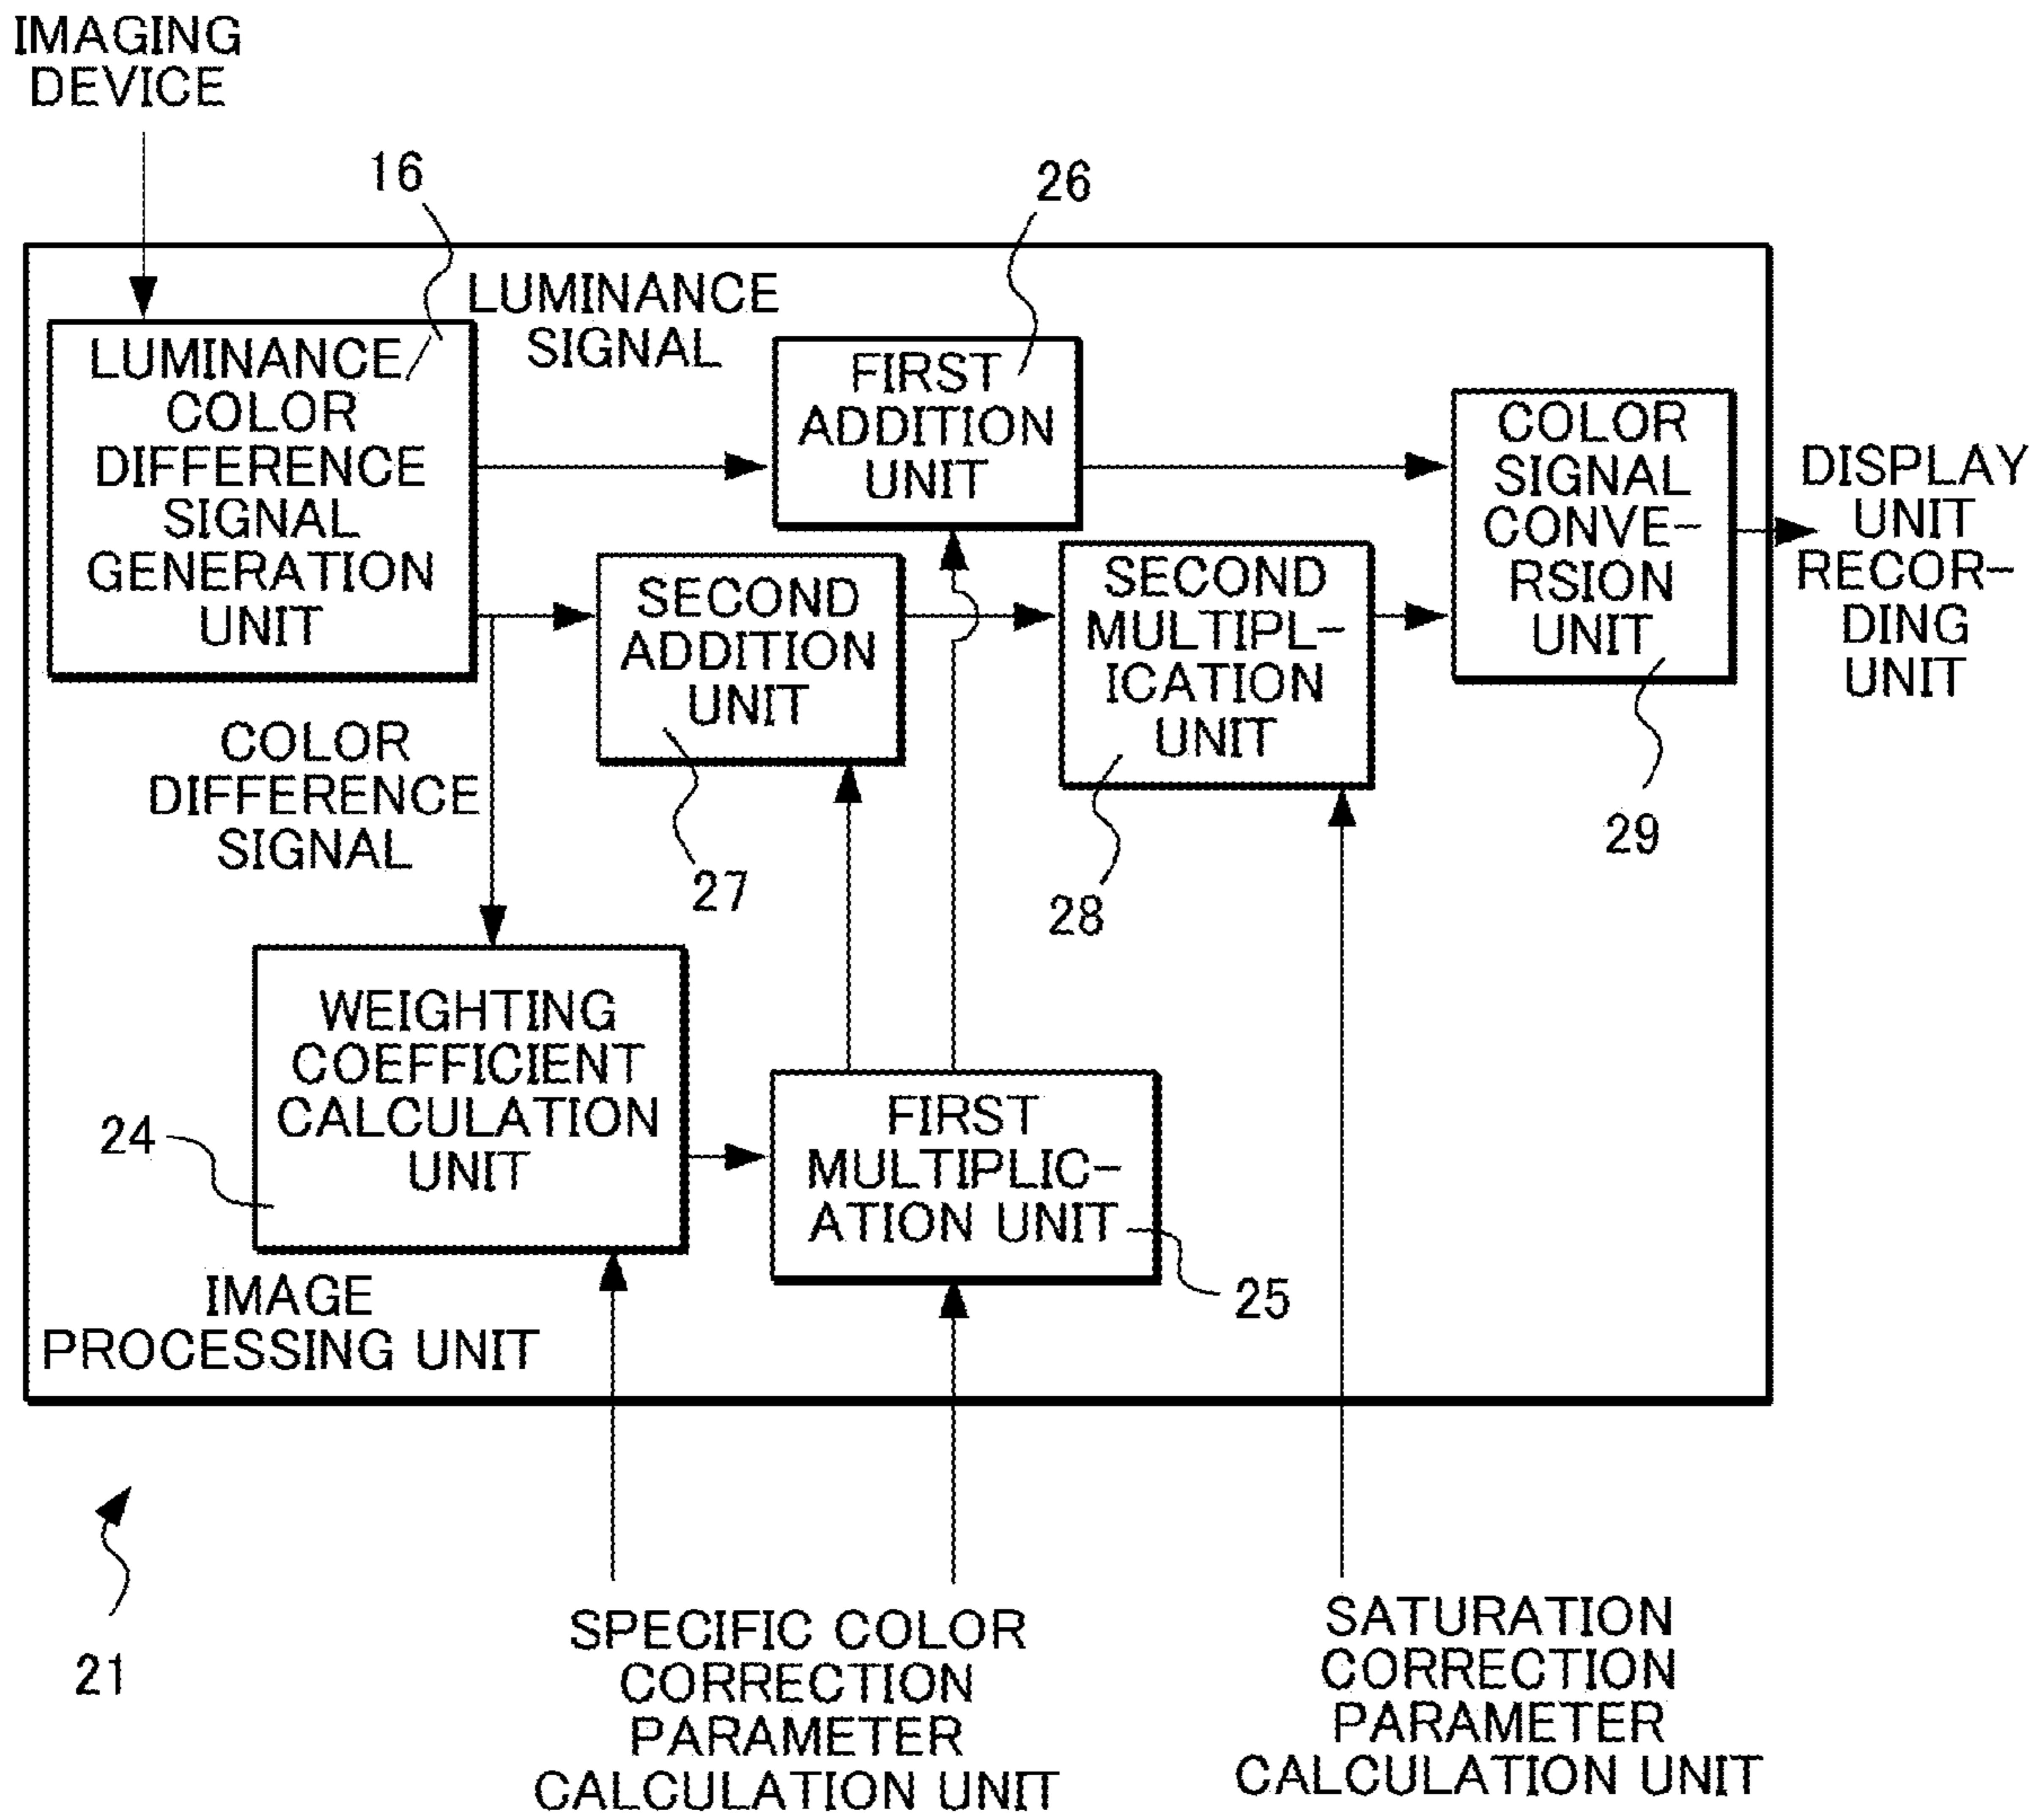 IMAGING
DEVICE
16
26
LUMINANCE
SIGNAL
LUMINANCE
COLOR
DIFFERENCE
SIGNAL
GENERATION
UNIT
FIRST
ADDITION
UNIT
COLOR
SIGNAL
CONVE-
RSION
UNIT
DISPLAY
UNIT
RECOR-
DING
UNIT
SECOND
ADDITION
UNIT
SECOND
MULTIPL-
ICATION
UNIT
COLOR
DIFFERENCE
SIGNAL
27
28
29
WEIGHTING
COEFFICIENT
CALCULATION
UNIT
24
FIRST
MULTIPLIC-
ATION UNIT
25
IMAGE
PROCESSING UNIT
21
SPECIFIC COLOR
CORRECTION
PARAMETER
CALCULATION UNIT
SATURATION
CORRECTION
PARAMETER
CALCULATION UNIT